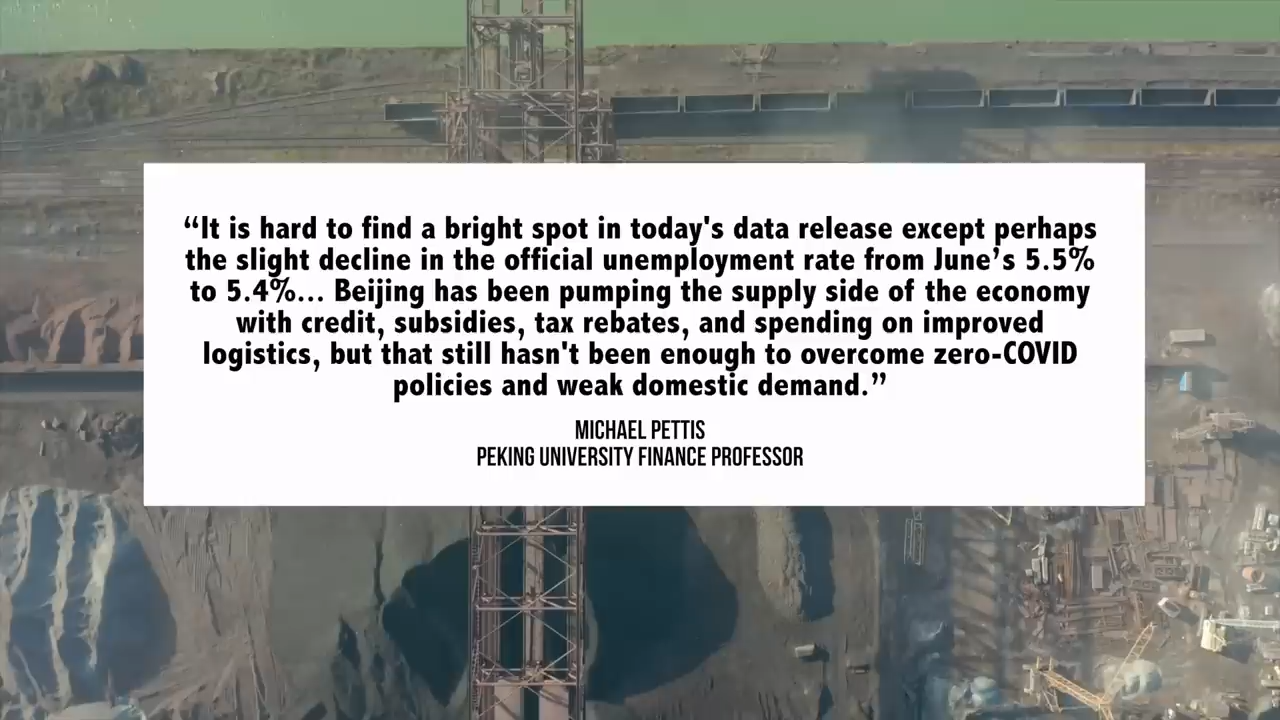 “It is hard to find a bright spot in today's data release except perhaps
the slight decline in the official unemployment rate from June’s 5.5%
to 5.4%... Beijing has been pumping the supply side of the economy
with credit, subsidies, tax rebates, and spending on improved
logistics, but that still hasn't been enough to overcome zero-COVID
policies and weak domestic demand.”
MICHAEL PETTIS
PEKING UNIVERSITY FINANCE PROFESSOR